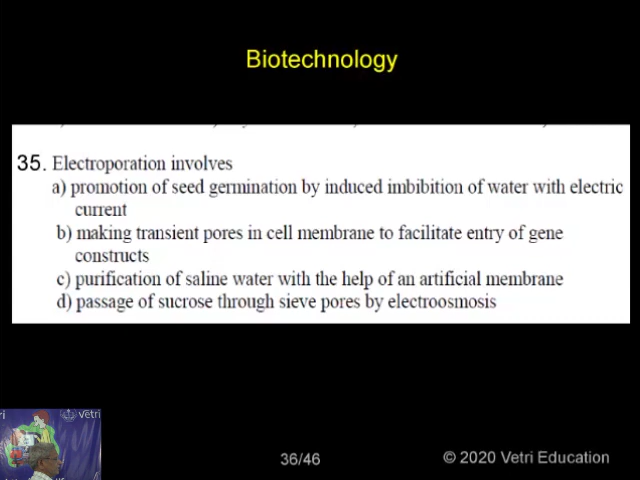 Biotechnology
35. Electroporation involves
a) promotion of seed germination by induced imbibition of water with electric
current
b) making transient pores in cell membrane to facilitate entry of gene
constructs
c) purification of saline water with the help of an artificial membrane
d) passage of sucrose through sieve pores by electroosmosis
vetri
36/46
© 2020 Vetri Education